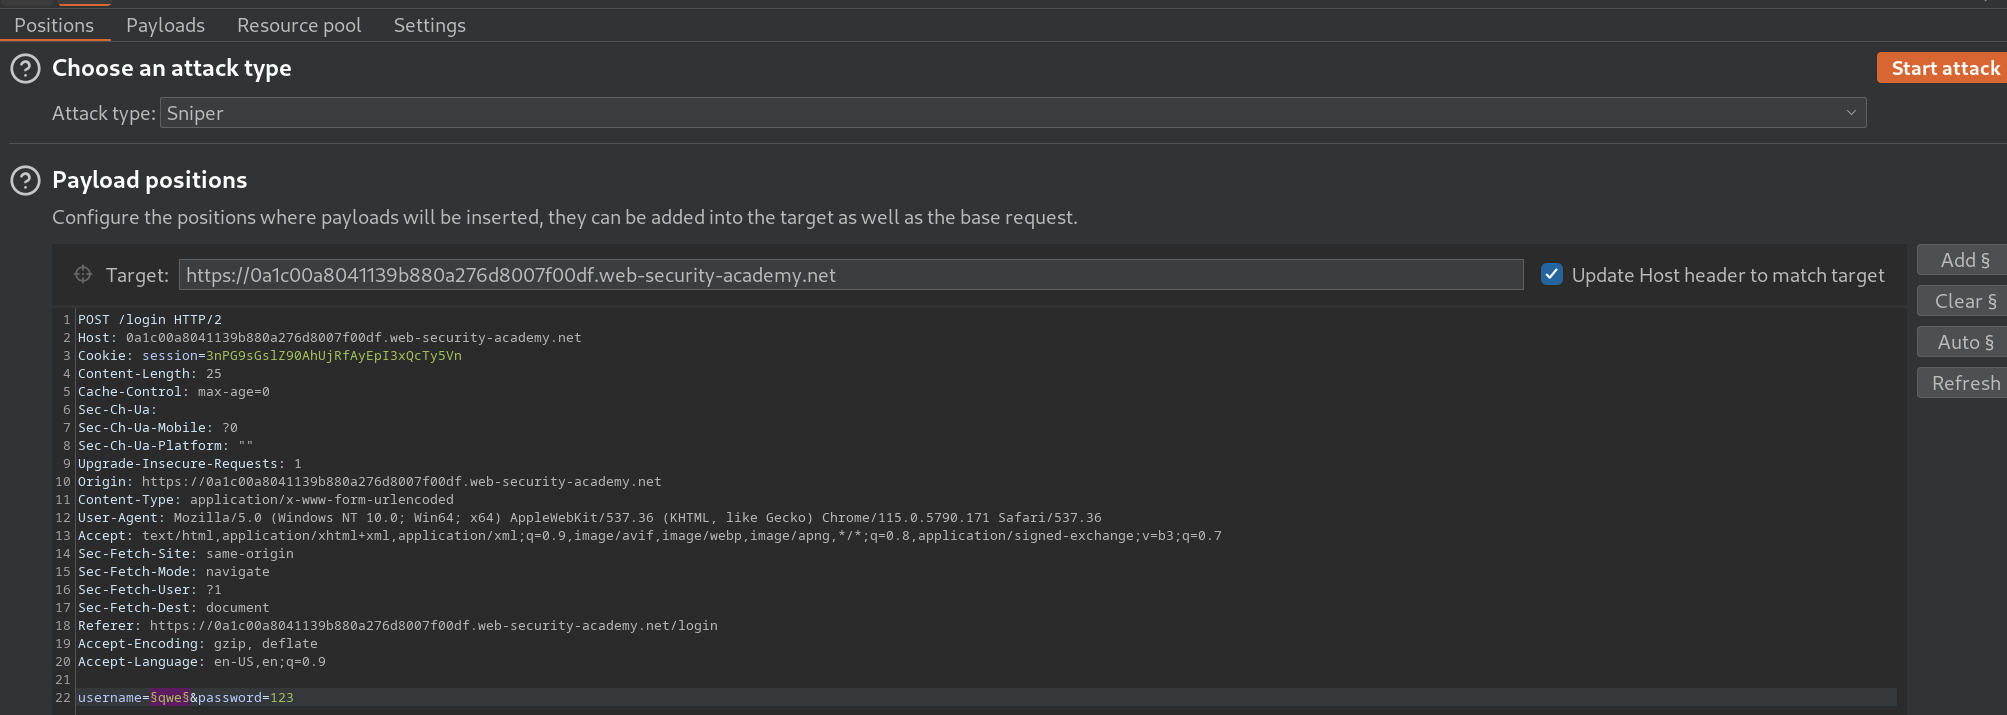 Positions Payloads Resource pool Settings
Choose an attack type
Start attack
Attack type: Sniper
Payload positions
Configure the positions where payloads will be inserted, they can be added into the target as well as the base request.
Target: https://0a1c00a8041139b880a276d8007f00df.web-security-academy.net
Update Host header to match target
Add §
Clear §
Auto §
Refresh
1 POST /login HTTP/2
2 Host: 0a1c00a8041139b880a276d8007f00df.web-security-academy.net
3 Cookie: session=3nPG9sGslZ90AhUjRfAyEpI3xQcTy5Vn
4 Content-Length: 25
5 Cache-Control: max-age=0
6 Sec-Ch-Ua:
7 Sec-Ch-Ua-Mobile: ?0
8 Sec-Ch-Ua-Platform: ""
9 Upgrade-Insecure-Requests: 1
10 Origin: https://0a1c00a8041139b880a276d8007f00df.web-security-academy.net
11 Content-Type: application/x-www-form-urlencoded
12 User-Agent: Mozilla/5.0 (Windows NT 10.0; Win64; x64) AppleWebKit/537.36 (KHTML, like Gecko) Chrome/115.0.5790.171 Safari/537.36
13 Accept: text/html,application/xhtml+xml,application/xml;q=0.9,image/avif,image/webp,image/apng,*/*;q=0.8,application/signed-exchange;v=b3;q=0.7
14 Sec-Fetch-Site: same-origin
15 Sec-Fetch-Mode: navigate
16 Sec-Fetch-User: ?1
17 Sec-Fetch-Dest: document
18 Referer: https://0a1c00a8041139b880a276d8007f00df.web-security-academy.net/login
19 Accept-Encoding: gzip, deflate
20 Accept-Language: en-US,en;q=0.9
21
22 username=§qwe§&password=123